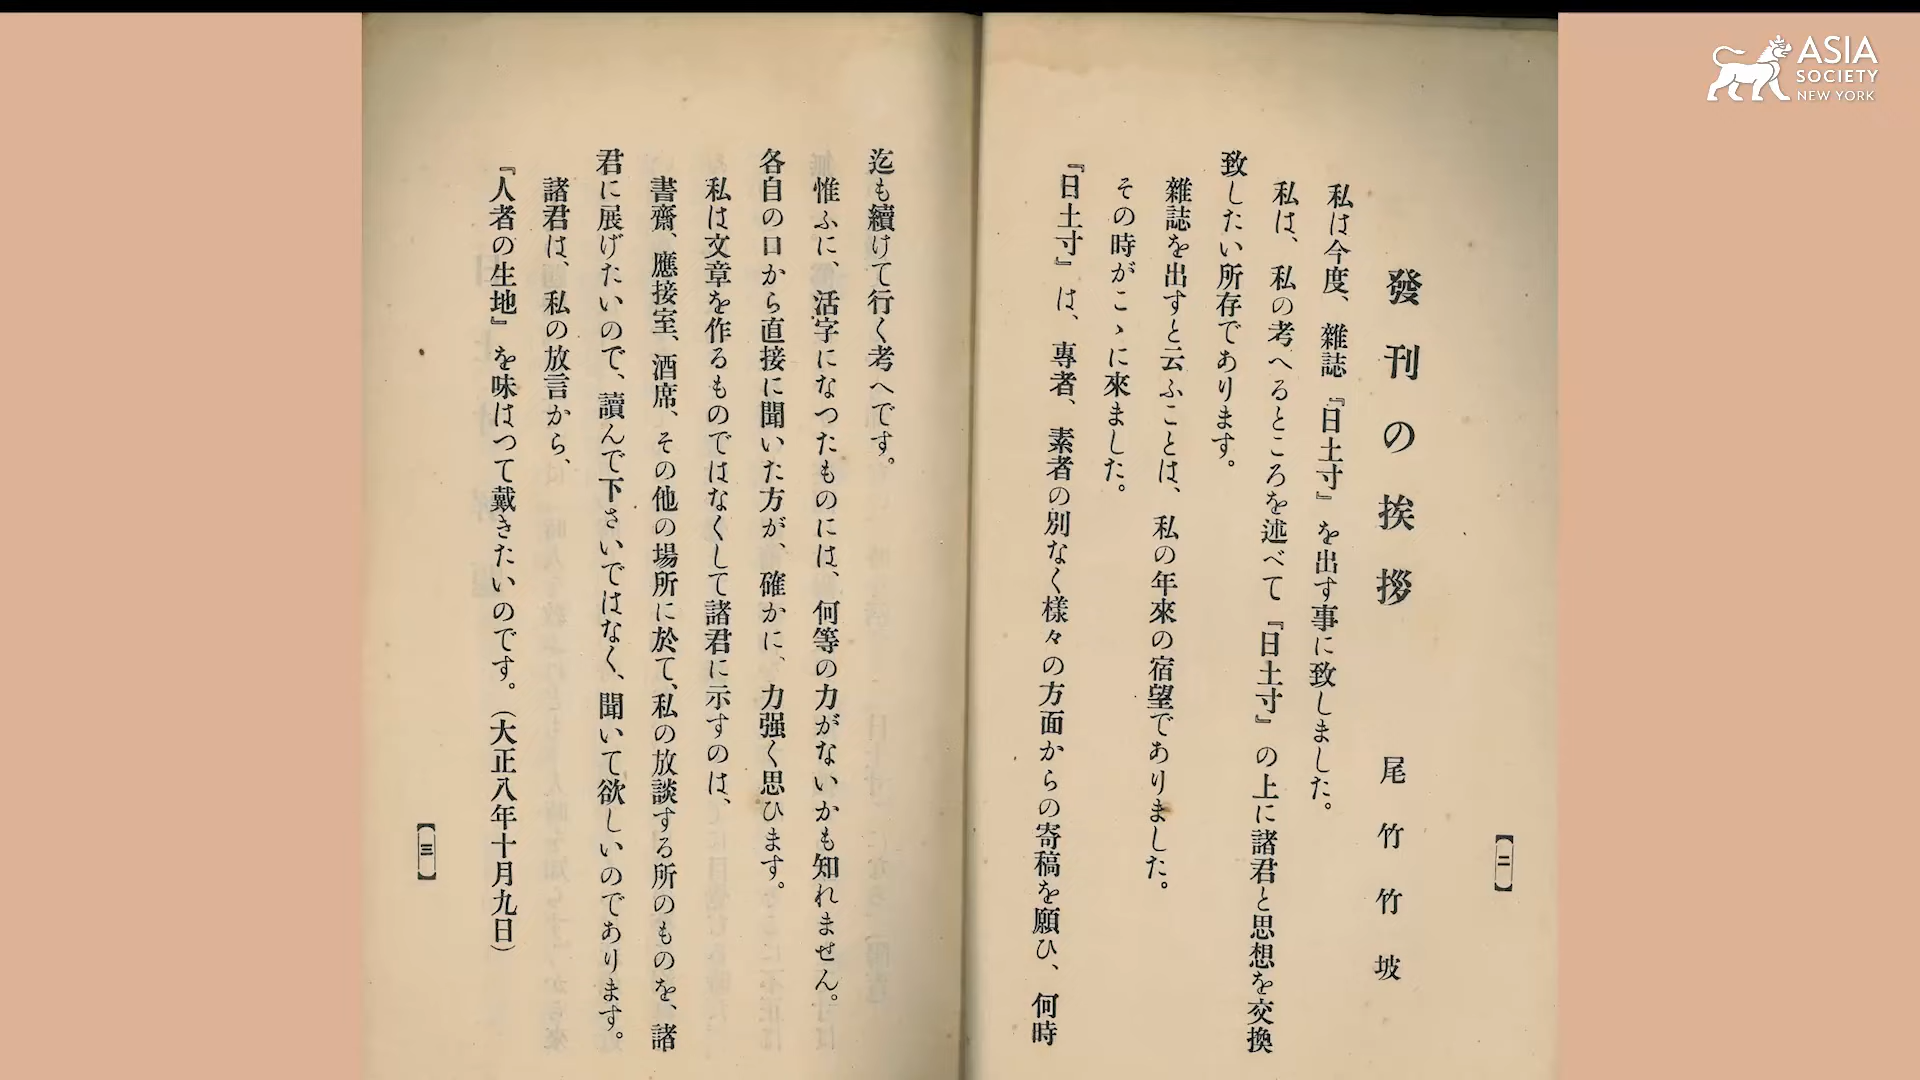 發刊の挨拶　尾竹竹坡
私は今度、雜誌『日土寸』を出す事に致しました。
私は、私の考へるところを述べて『日土寸』の上に諸君と思想を交換
致したい所存であります。
雜誌を出すと云ふことは、私の年來の宿望でありました。
その時がこゝに來ました。
『日土寸』は、專者、素者の別なく樣々の方面からの寄稿を願ひ、何時
【二】
迄も續けて行く考へです。
惟ふに、活字になつたものには、何等の力がないかも知れません。
各自の口から直接に聞いた方が、確かに、力强く思ひます。
私は文章を作るものではなくして諸君に示すのは、
書齋、應接室、酒席、その他の場所に於て、私の放談する所のものを、諸
君に展げたいので、讀んで下さいではなく、聞いて欲しいのであります。
諸君は、私の放言から、
『人者の生地』を味はつて戴きたいのです。（大正八年十月九日）
【三】
ASIA
SOCIETY
NEW YORK